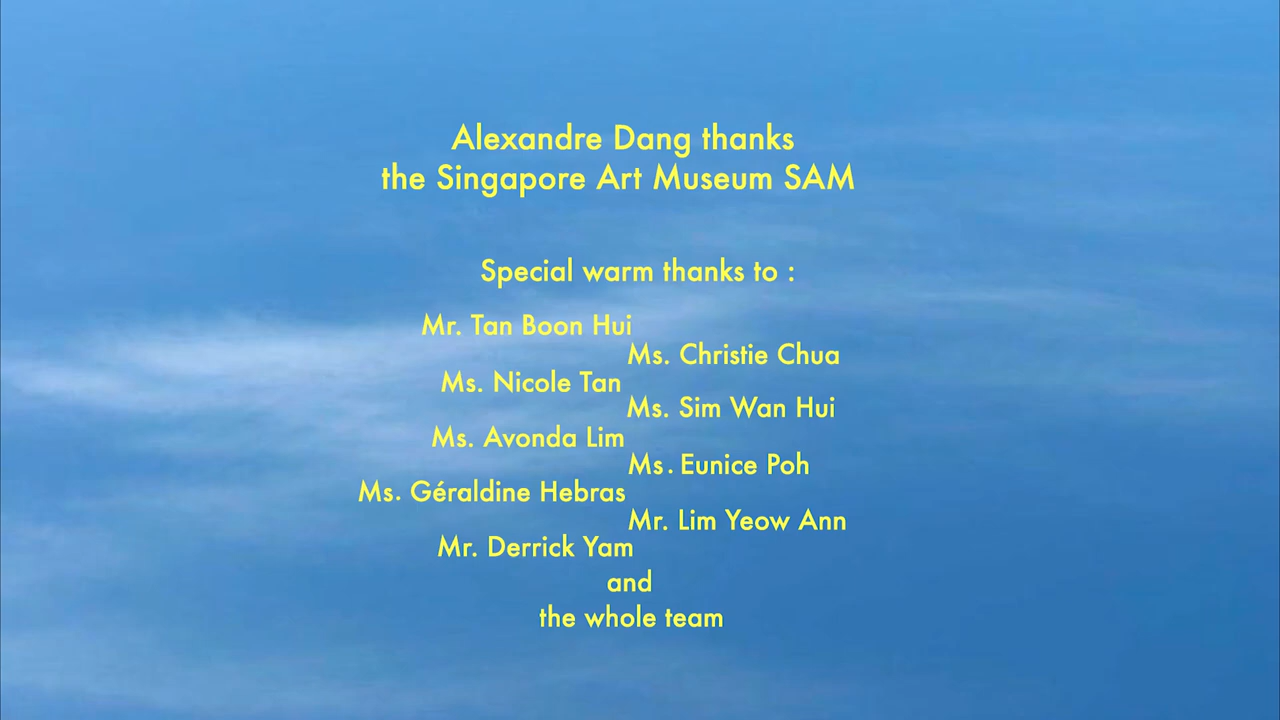 Alexandre Dang thanks
the Singapore Art Museum SAM
Special warm thanks to :
Mr. Tan Boon Hui
Ms. Christie Chua
Ms. Nicole Tan
Ms. Sim Wan Hui
Ms. Avonda Lim
Ms. Eunice Poh
Ms. Géraldine Hebras
Mr. Lim Yeow Ann
Mr. Derrick Yam
and
the whole team